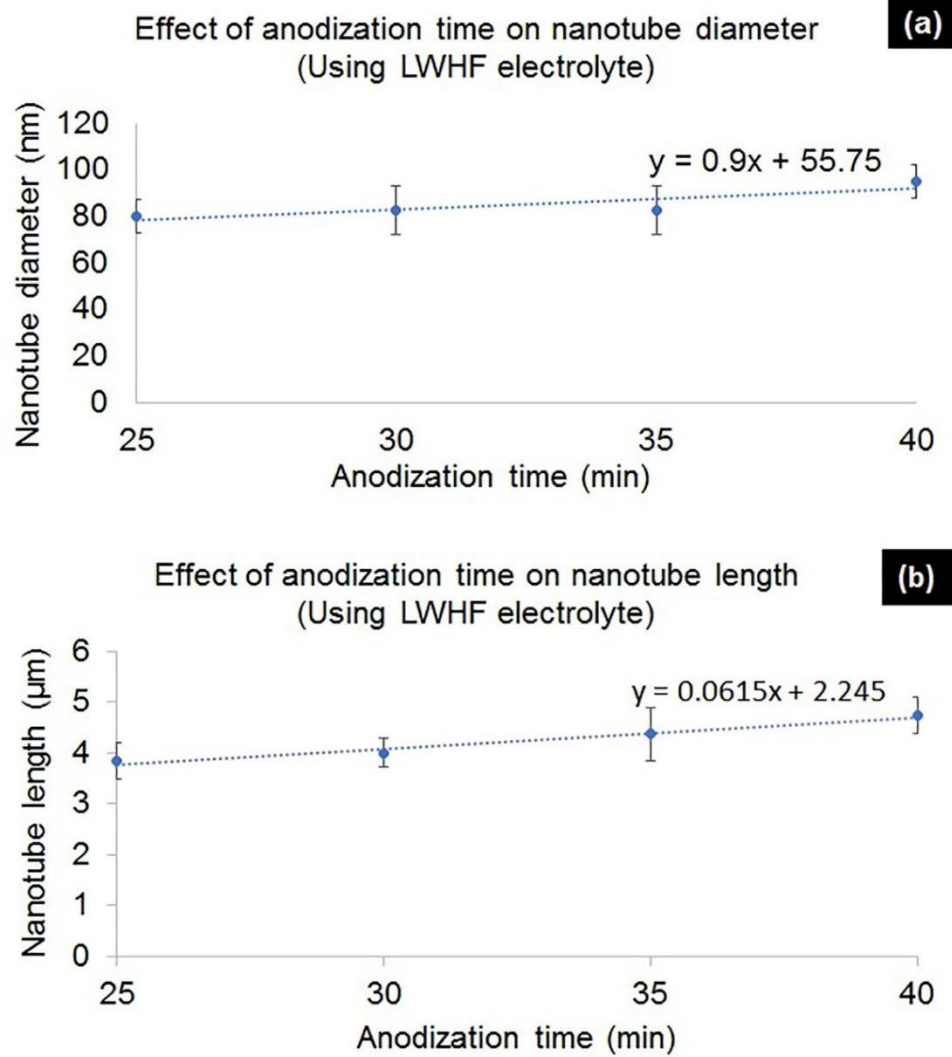 Effect of anodization time on nanotube diameter
(Using LWHF electrolyte)
(a)
Nanotube diameter (nm)
120
100
80
60
40
20
0
y = 0.9x + 55.75
25 30 35 40
Anodization time (min)
Effect of anodization time on nanotube length
(Using LWHF electrolyte)
(b)
Nanotube length (μm)
6
5
4
3
2
1
0
y = 0.0615x + 2.245
25 30 35 40
Anodization time (min)